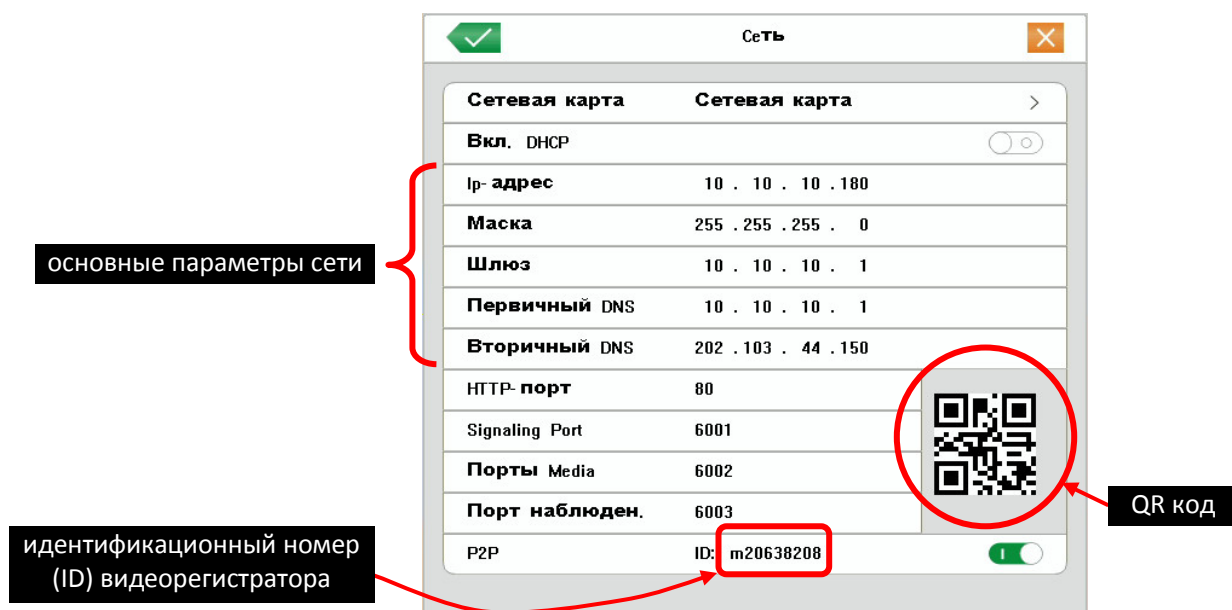 Сеть
Сетевая карта Сетевая карта >
Вкл. DHCP
Ip-адрес 10 . 10 . 10 .180
Маска 255 .255 .255 . 0
основные параметры сети
Шлюз 10 . 10 . 10 . 1
Первичный DNS 10 . 10 . 10 . 1
Вторичный DNS 202 .103 . 44 .150
HTTP-порт 80
Signaling Port 6001
Порты Media 6002
QR код
Порт наблюден. 6003
идентификационный номер
(ID) видеорегистратора
P2P ID: m20638208